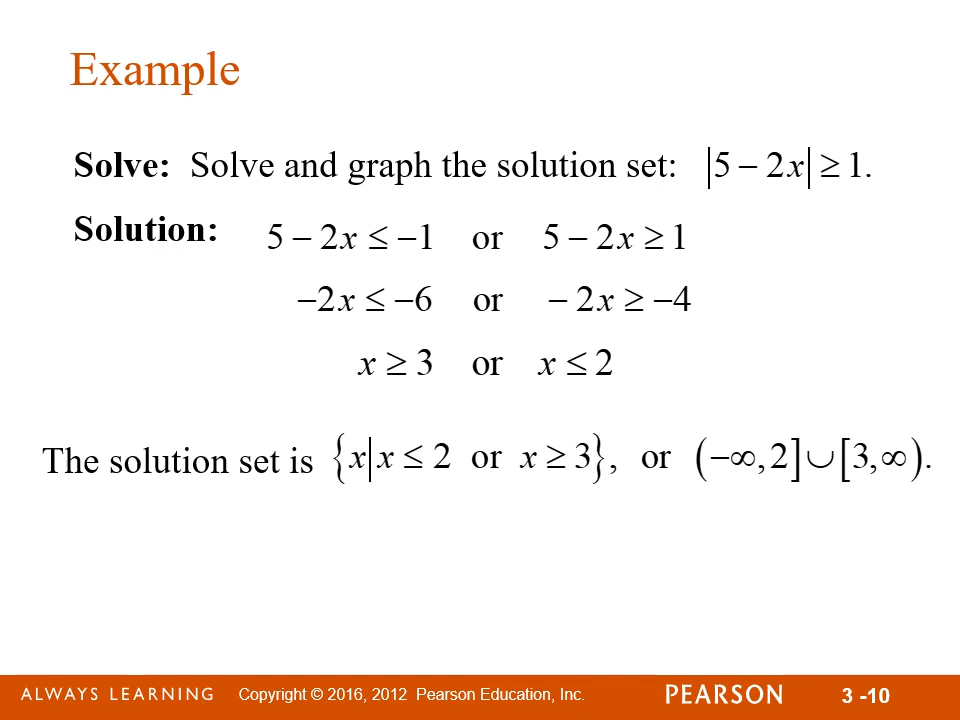 Example
Solve: Solve and graph the solution set: |5 − 2x| ≥ 1.
Solution: 5 − 2x ≤ −1 or 5 − 2x ≥ 1
−2x ≤ −6 or − 2x ≥ −4
x ≥ 3 or x ≤ 2
The solution set is {x|x ≤ 2 or x ≥ 3}, or (−∞,2]∪[3,∞).
ALWAYS LEARNING Copyright © 2016, 2012 Pearson Education, Inc. PEARSON 3 -10